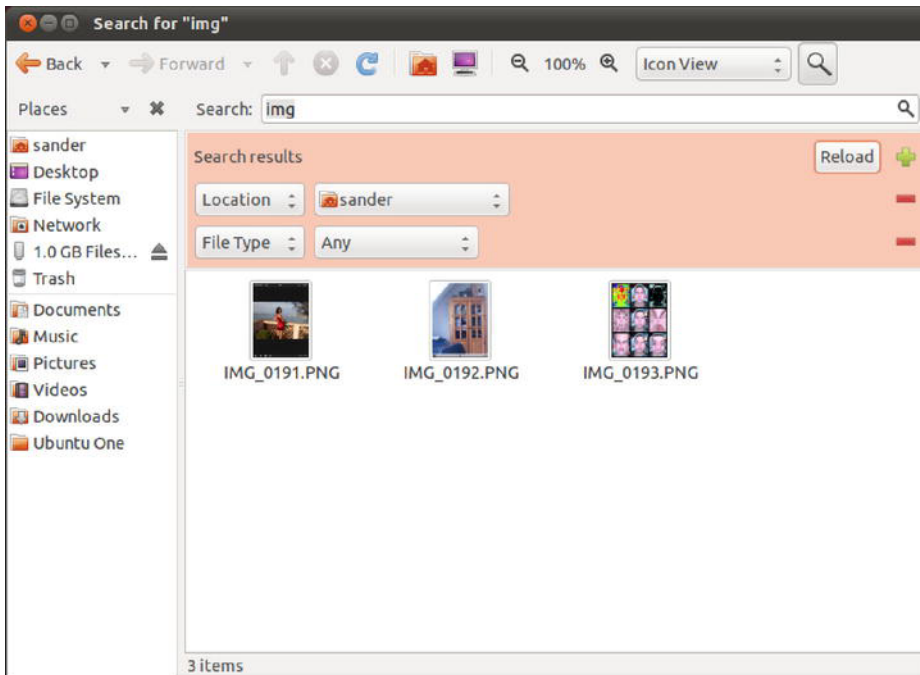 Search for "img"
Back Forward 100% Icon View
Places Search: img
sander
Desktop
File System
Network
1.0 GB Files...
Trash
Documents
Music
Pictures
Videos
Downloads
Ubuntu One
Search results Reload
Location sander
File Type Any
IMG_0191.PNG IMG_0192.PNG IMG_0193.PNG
3 items